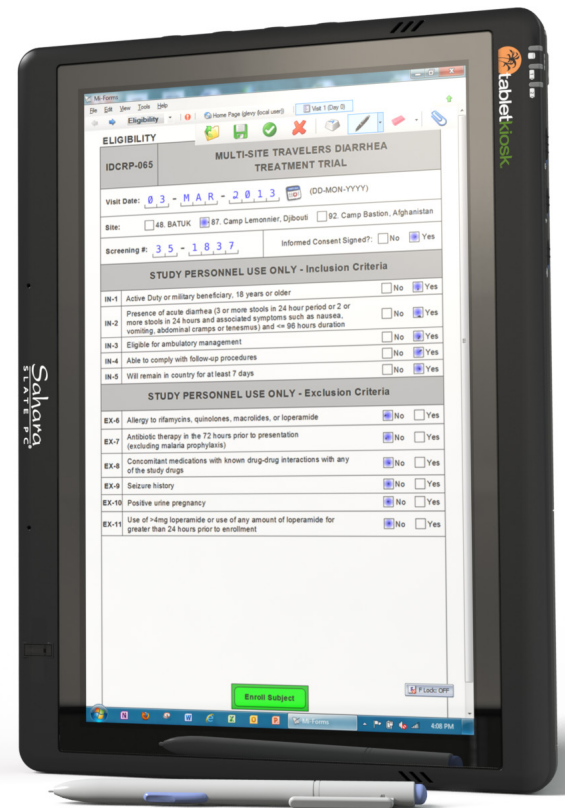 tabletkiosk.
Mi-Forms
File Edit View Tools Help
Eligibility Home Page (glevy (local user)) Visit 1 (Day 0)
ELIGIBILITY
IDCRP-065
MULTI-SITE TRAVELERS DIARRHEA
TREATMENT TRIAL
Visit Date: 03-MAR-2013 (DD-MON-YYYY)
Site: 48. BATUK 87. Camp Lemonnier, Djibouti 92. Camp Bastion, Afghanistan
Screening #: 35-1837 Informed Consent Signed?: No Yes
STUDY PERSONNEL USE ONLY - Inclusion Criteria
IN-1 Active Duty or military beneficiary, 18 years or older No Yes
IN-2 Presence of acute diarrhea (3 or more stools in 24 hour period or 2 or
more stools in 24 hours and associated symptoms such as nausea,
vomiting, abdominal cramps or tenesmus) and <= 96 hours duration No Yes
IN-3 Eligible for ambulatory management No Yes
IN-4 Able to comply with follow-up procedures No Yes
IN-5 Will remain in country for at least 7 days No Yes
STUDY PERSONNEL USE ONLY - Exclusion Criteria
EX-6 Allergy to rifamycins, quinolones, macrolides, or loperamide No Yes
EX-7 Antibiotic therapy in the 72 hours prior to presentation
(excluding malaria prophylaxis) No Yes
EX-8 Concomitant medications with known drug-drug interactions with any
of the study drugs No Yes
EX-9 Seizure history No Yes
EX-10 Positive urine pregnancy No Yes
EX-11 Use of >4mg loperamide or use of any amount of loperamide for
greater than 24 hours prior to enrollment No Yes
Enroll Subject
F Lock: OFF
Mi-Forms
4:08 PM
Sahara
SLATE PC